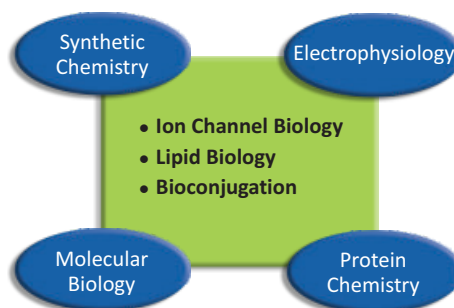 Synthetic
Chemistry
Electrophysiology
• Ion Channel Biology
• Lipid Biology
• Bioconjugation
Molecular
Biology
Protein
Chemistry